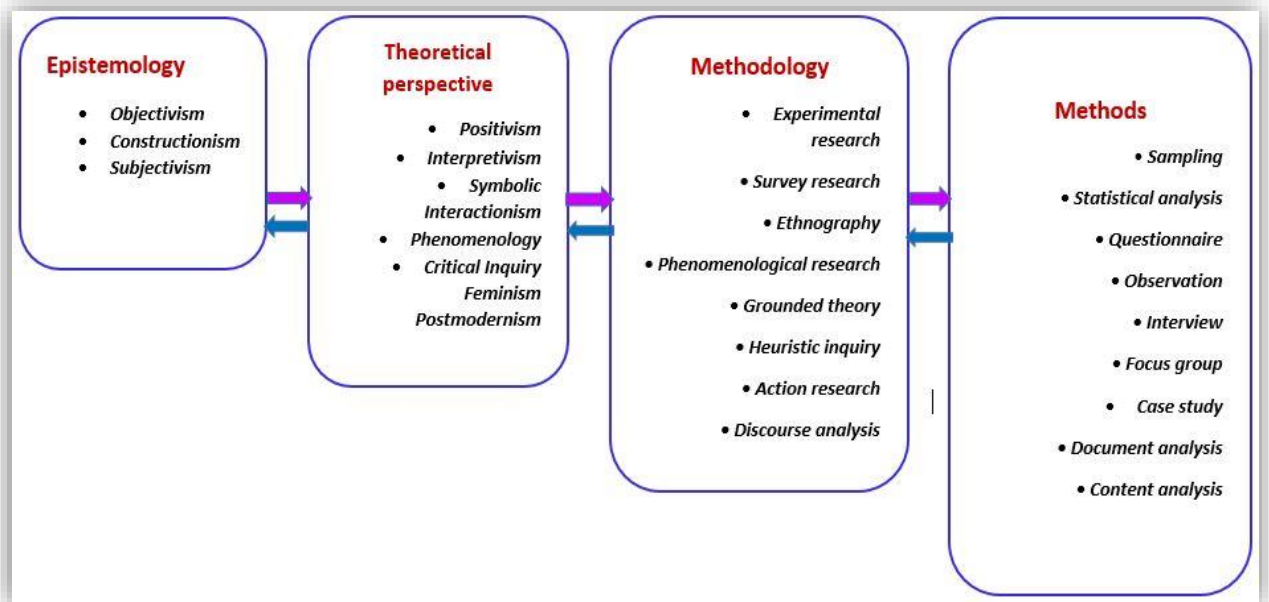 Epistemology
• Objectivism
• Constructionism
• Subjectivism
Theoretical
perspective
• Positivism
• Interpretivism
• Symbolic
Interactionism
• Phenomenology
• Critical Inquiry
Feminism
Postmodernism
Methodology
• Experimental
research
• Survey research
• Ethnography
• Phenomenological research
• Grounded theory
• Heuristic inquiry
• Action research
• Discourse analysis
Methods
• Sampling
• Statistical analysis
• Questionnaire
• Observation
• Interview
• Focus group
• Case study
• Document analysis
• Content analysis